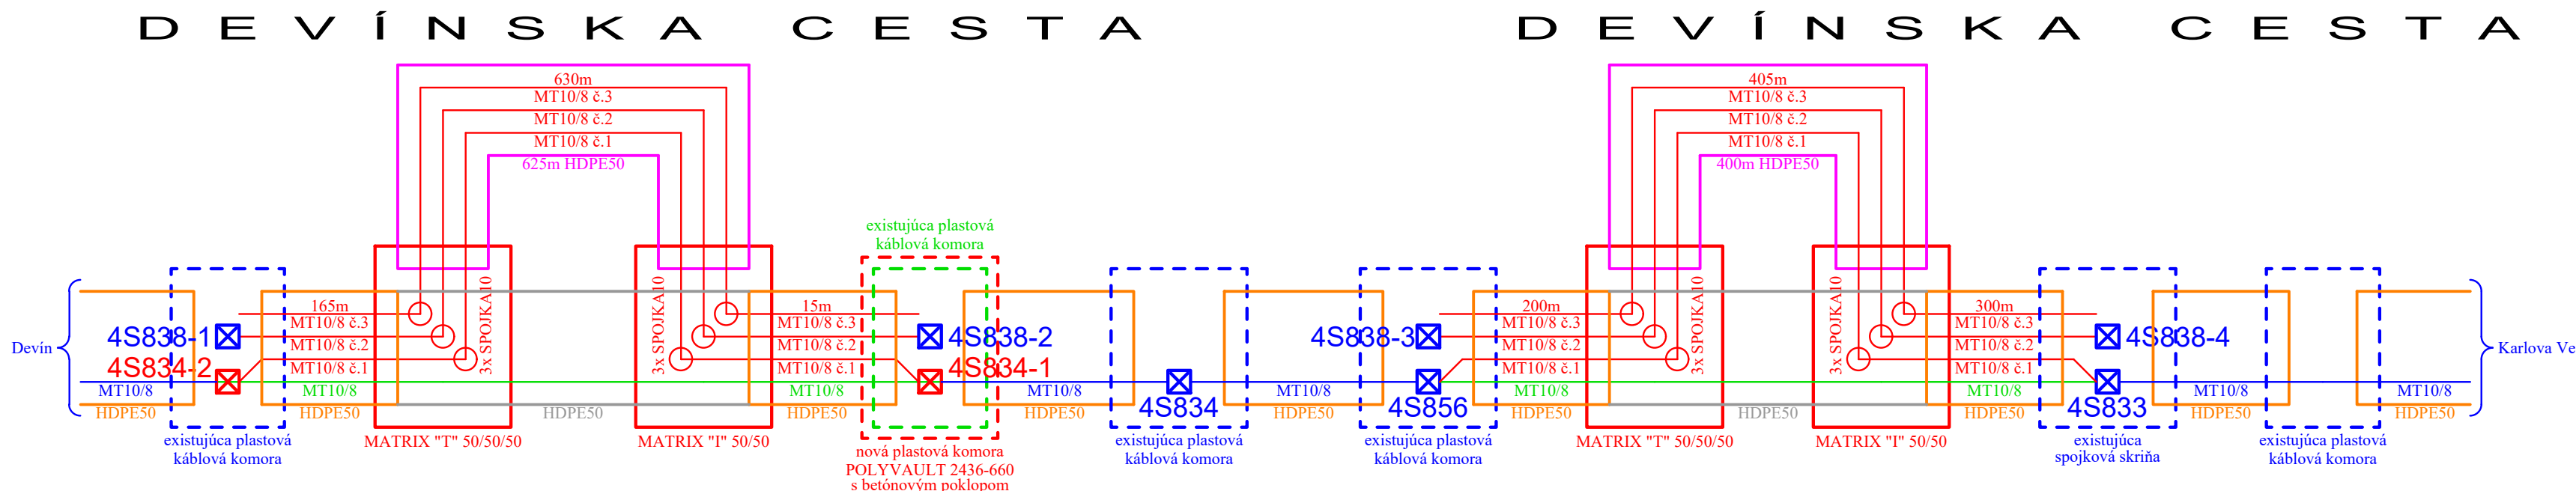 DEVÍNSKA CESTA
DEVÍNSKA CESTA
630m
MT10/8 č.3
MT10/8 č.2
MT10/8 č.1
625m HDPE50
405m
MT10/8 č.3
MT10/8 č.2
MT10/8 č.1
400m HDPE50
existujúca plastová
káblová komora
Devín
4S838-1
4S834-2
MT10/8
HDPE50
existujúca plastová
káblová komora
165m
MT10/8 č.3
MT10/8 č.2
MT10/8 č.1
MT10/8
HDPE50
3x SPOJKA10
MATRIX "T" 50/50/50
HDPE50
3x SPOJKA10
MATRIX "I" 50/50
15m
MT10/8 č.3
MT10/8 č.2
MT10/8 č.1
MT10/8
HDPE50
4S838-2
4S834-1
nová plastová komora
POLYVAULT 2436-660
s betónovým poklopom
MT10/8
HDPE50
4S834
existujúca plastová
káblová komora
MT10/8
HDPE50
4S838-3
4S856
existujúca plastová
káblová komora
200m
MT10/8 č.3
MT10/8 č.2
MT10/8 č.1
MT10/8
HDPE50
3x SPOJKA10
MATRIX "T" 50/50/50
HDPE50
3x SPOJKA10
MATRIX "I" 50/50
300m
MT10/8 č.3
MT10/8 č.2
MT10/8 č.1
MT10/8
HDPE50
4S838-4
4S833
existujúca
spojková skriňa
MT10/8
HDPE50
existujúca plastová
káblová komora
MT10/8
HDPE50
Karlova Ve